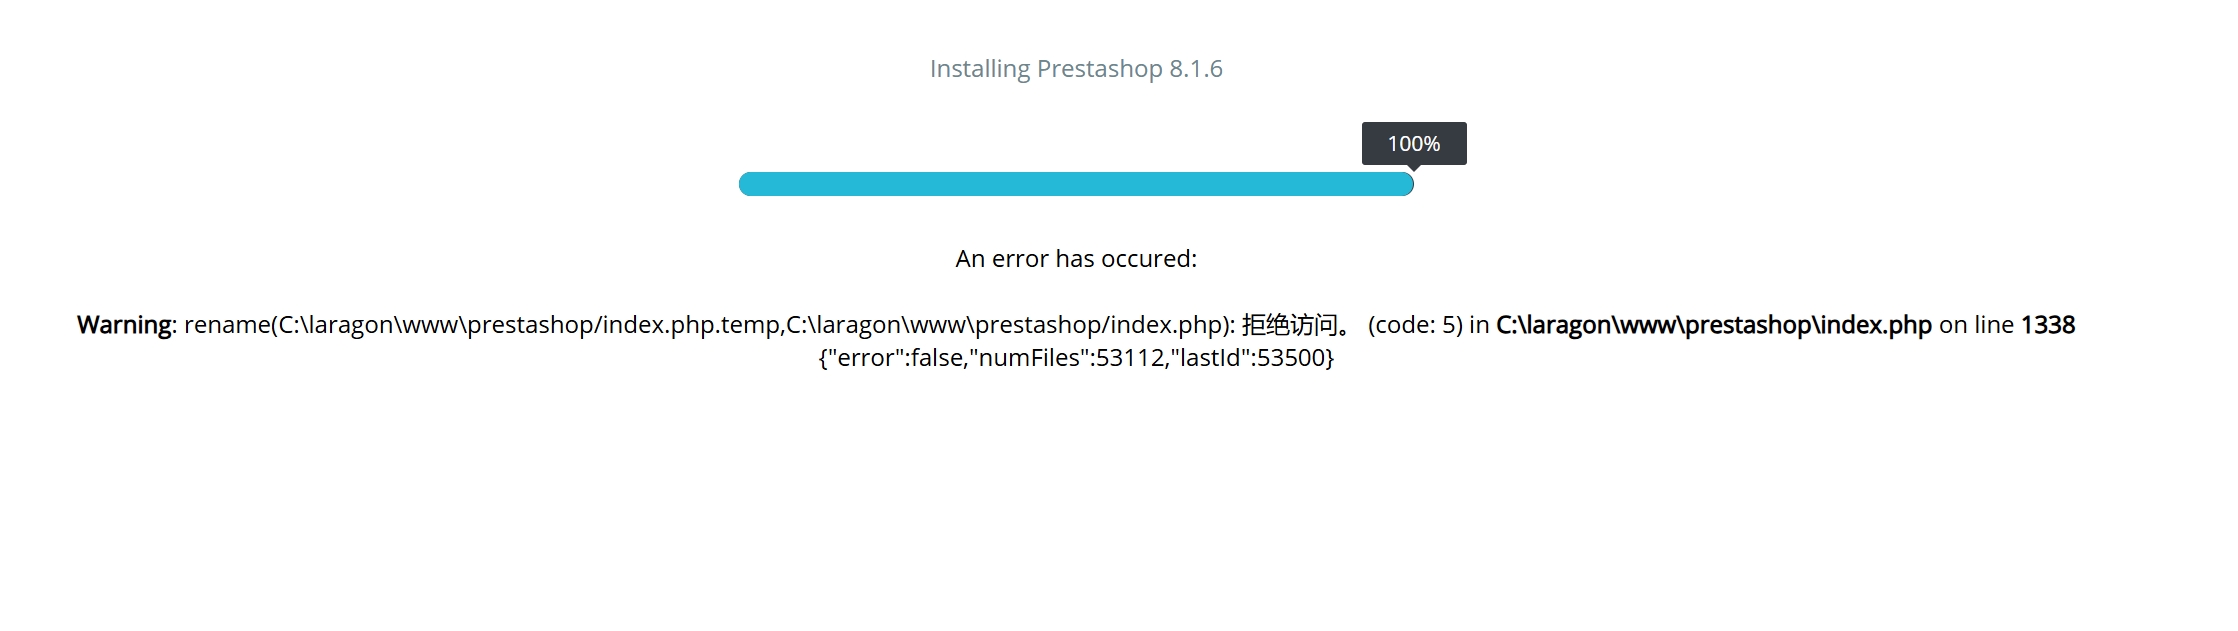 Installing Prestashop 8.1.6
100%
An error has occured:
Warning: rename(C:\laragon\www\prestashop/index.php.temp,C:\laragon\www\prestashop/index.php): 拒绝访问。 (code: 5) in C:\laragon\www\prestashop\index.php on line 1338
{"error":false,"numFiles":53112,"lastId":53500}